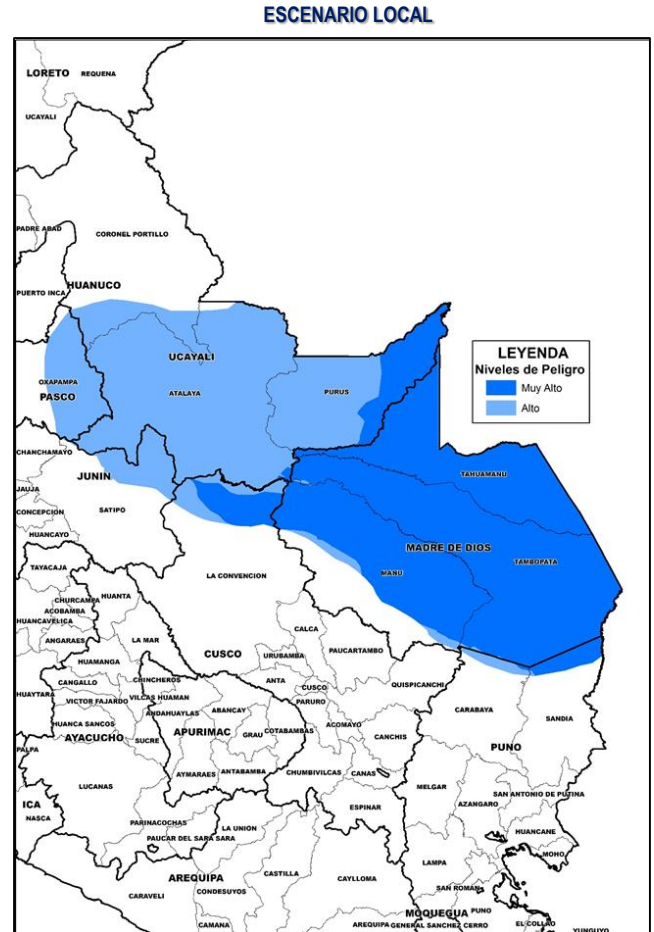 ESCENARIO LOCAL
LORETO
REQUENA
UCAYALI
PADRE ABAD
CORONEL PORTILLO
PUERTO INCA
HUANUCO
UCAYALI
LEYENDA
Niveles de Peligro
Muy Alto
Alto
OXAPAMPA
PASCO
ATALAYA
PURUS
CHANCHAMAYO
JUNIN
TAHUAMANU
JAUJA
SATIPO
CONCEPCION
HUANCAYO
MADRE DE DIOS
TAMBOPATA
MANU
TAYACAJA
LA CONVENCION
CHURCAMPA
HUANTA
ACOBAMBA
HUANCAVELICA
ANGARAES
LA MAR
CALCA
PAUCARTAMBO
CUSCO
URUBAMBA
HUAMANGA
ANTA
CUSCO
QUISPICANCHI
CANGALLO
CHINCHEROS
HUAYTARA
VICTOR FAJARDO
VILCAS HUAMAN
PARURO
ANDAHUAYLAS
ABANCAY
CARABAYA
SANDIA
HUANCA SANCOS
ACOMAYO
AYACUCHO
SUCRE
APURIMAC
GRAU
COTABAMBAS
CANCHIS
PUNO
PALPA
AYMARAES
ANTABAMBA
CHUMBIVILCAS
CANAS
LUCANAS
MELGAR
SAN ANTONIO DE PUTINA
ICA
ESPINAR
AZANGARO
NASCA
PARINACOCHAS
LA UNION
HUANCANE
PAUCAR DEL SARA SARA
MOHO
LAMPA
AREQUIPA
CASTILLA
CAYLLOMA
CONDESUYOS
SAN ROMAN
CARAVELI
MOQUEGUA
PUNO
CAMANA
AREQUIPA
GENERAL SANCHEZ CERRO
EL COLLAO
YUNGUYO